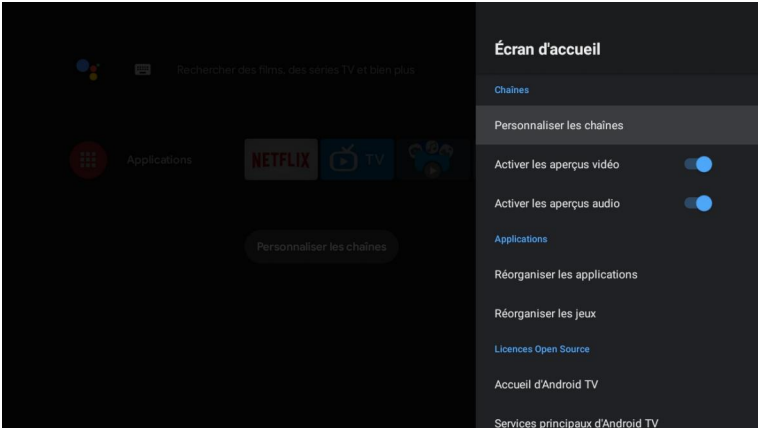 Rechercher des films, des séries TV et bien plus
Applications
NETFLIX
TV
Personnaliser les chaînes
Écran d'accueil
Chaînes
Personnaliser les chaînes
Activer les aperçus vidéo
Activer les aperçus audio
Applications
Réorganiser les applications
Réorganiser les jeux
Licences Open Source
Accueil d'Android TV
Services principaux d'Android TV